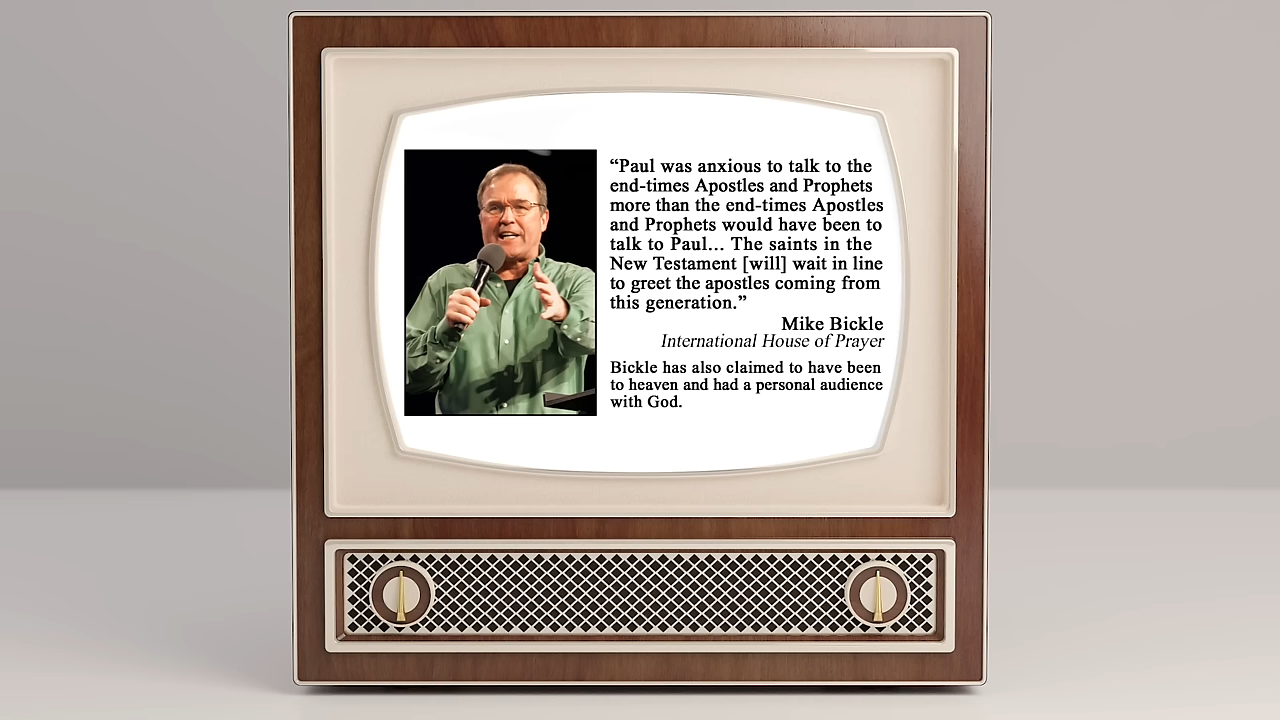 “Paul was anxious to talk to the
end-times Apostles and Prophets
more than the end-times Apostles
and Prophets would have been to
talk to Paul... The saints in the
New Testament [will] wait in line
to greet the apostles coming from
this generation.”
Mike Bickle
International House of Prayer
Bickle has also claimed to have been
to heaven and had a personal audience
with God.